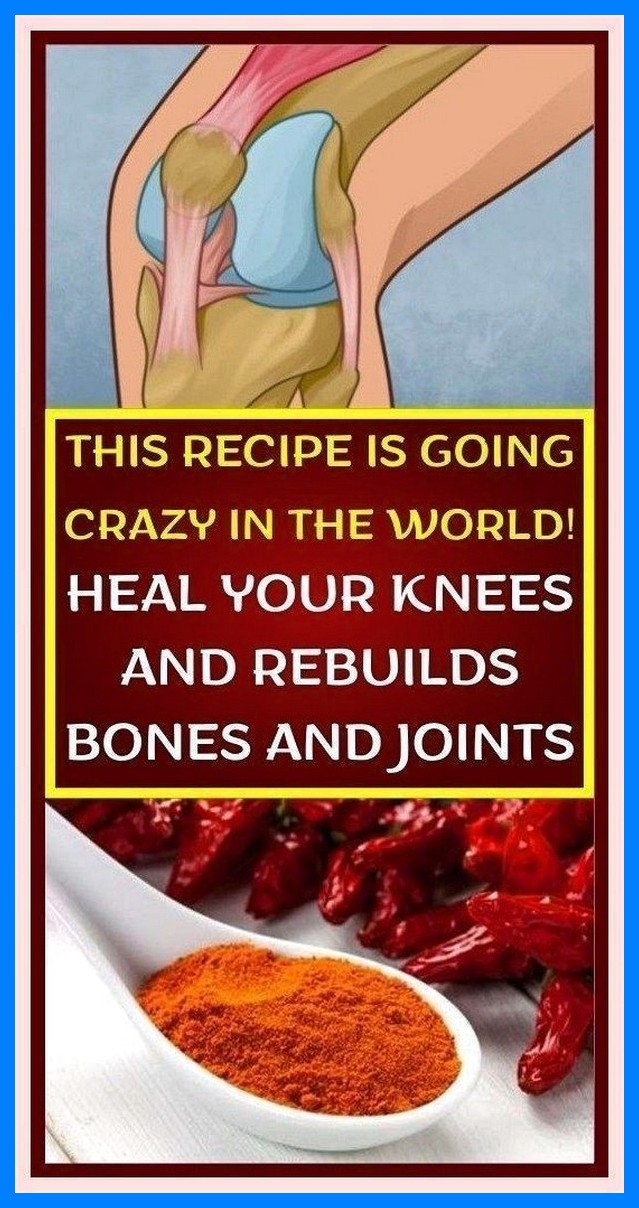 THIS RECIPE IS GOING
CRAZY IN THE WORLD!
HEAL YOUR KNEES
AND REBUILDS
BONES AND JOINTS